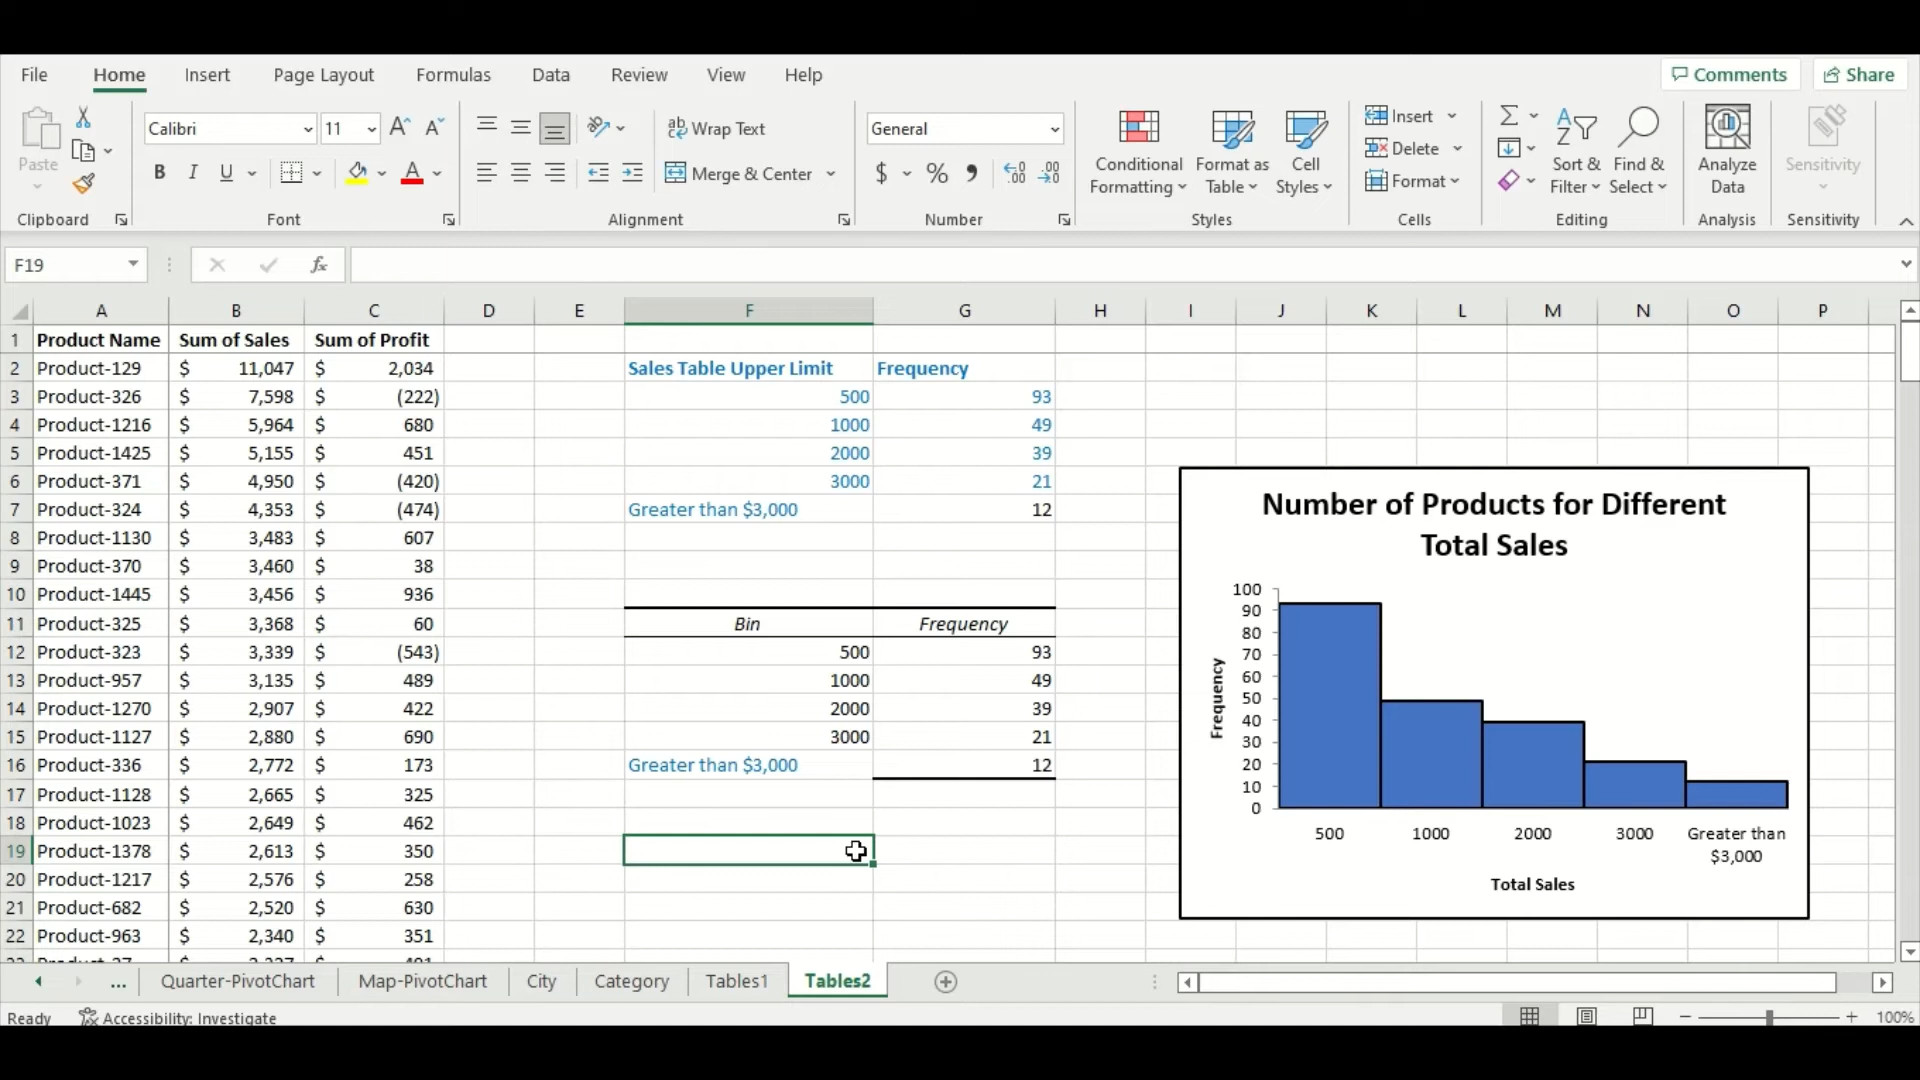 File Home Insert Page Layout Formulas Data Review View Help Comments Share
Calibri 11 Wrap Text General Insert
Paste B I U Merge & Center $ % Conditional Formatting Format as Table Cell Styles Delete Format Sort & Filter Find & Select Analyze Data Sensitivity
Clipboard Font Alignment Number Styles Cells Editing Analysis Sensitivity
F19 fx
A B C D E F G H I J K L M N O P
1 Product Name Sum of Sales Sum of Profit
2 Product-129 $ 11,047 $ 2,034 Sales Table Upper Limit Frequency
3 Product-326 $ 7,598 $ (222) 500 93
4 Product-1216 $ 5,964 $ 680 1000 49
5 Product-1425 $ 5,155 $ 451 2000 39
6 Product-371 $ 4,950 $ (420) 3000 21
7 Product-324 $ 4,353 $ (474) Greater than $3,000 12
8 Product-1130 $ 3,483 $ 607
9 Product-370 $ 3,460 $ 38
10 Product-1445 $ 3,456 $ 936
11 Product-325 $ 3,368 $ 60 Bin Frequency
12 Product-323 $ 3,339 $ (543) 500 93
13 Product-957 $ 3,135 $ 489 1000 49
14 Product-1270 $ 2,907 $ 422 2000 39
15 Product-1127 $ 2,880 $ 690 3000 21
16 Product-336 $ 2,772 $ 173 Greater than $3,000 12
17 Product-1128 $ 2,665 $ 325
18 Product-1023 $ 2,649 $ 462
19 Product-1378 $ 2,613 $ 350
20 Product-1217 $ 2,576 $ 258
21 Product-682 $ 2,520 $ 630
22 Product-963 $ 2,340 $ 351
Number of Products for Different
Total Sales
100
90
80
70
60
50
40
30
20
10
0
Frequency
500 1000 2000 3000 Greater than
$3,000
Total Sales
... Quarter-PivotChart Map-PivotChart City Category Tables1 Tables2
Ready Accessibility: Investigate 100%